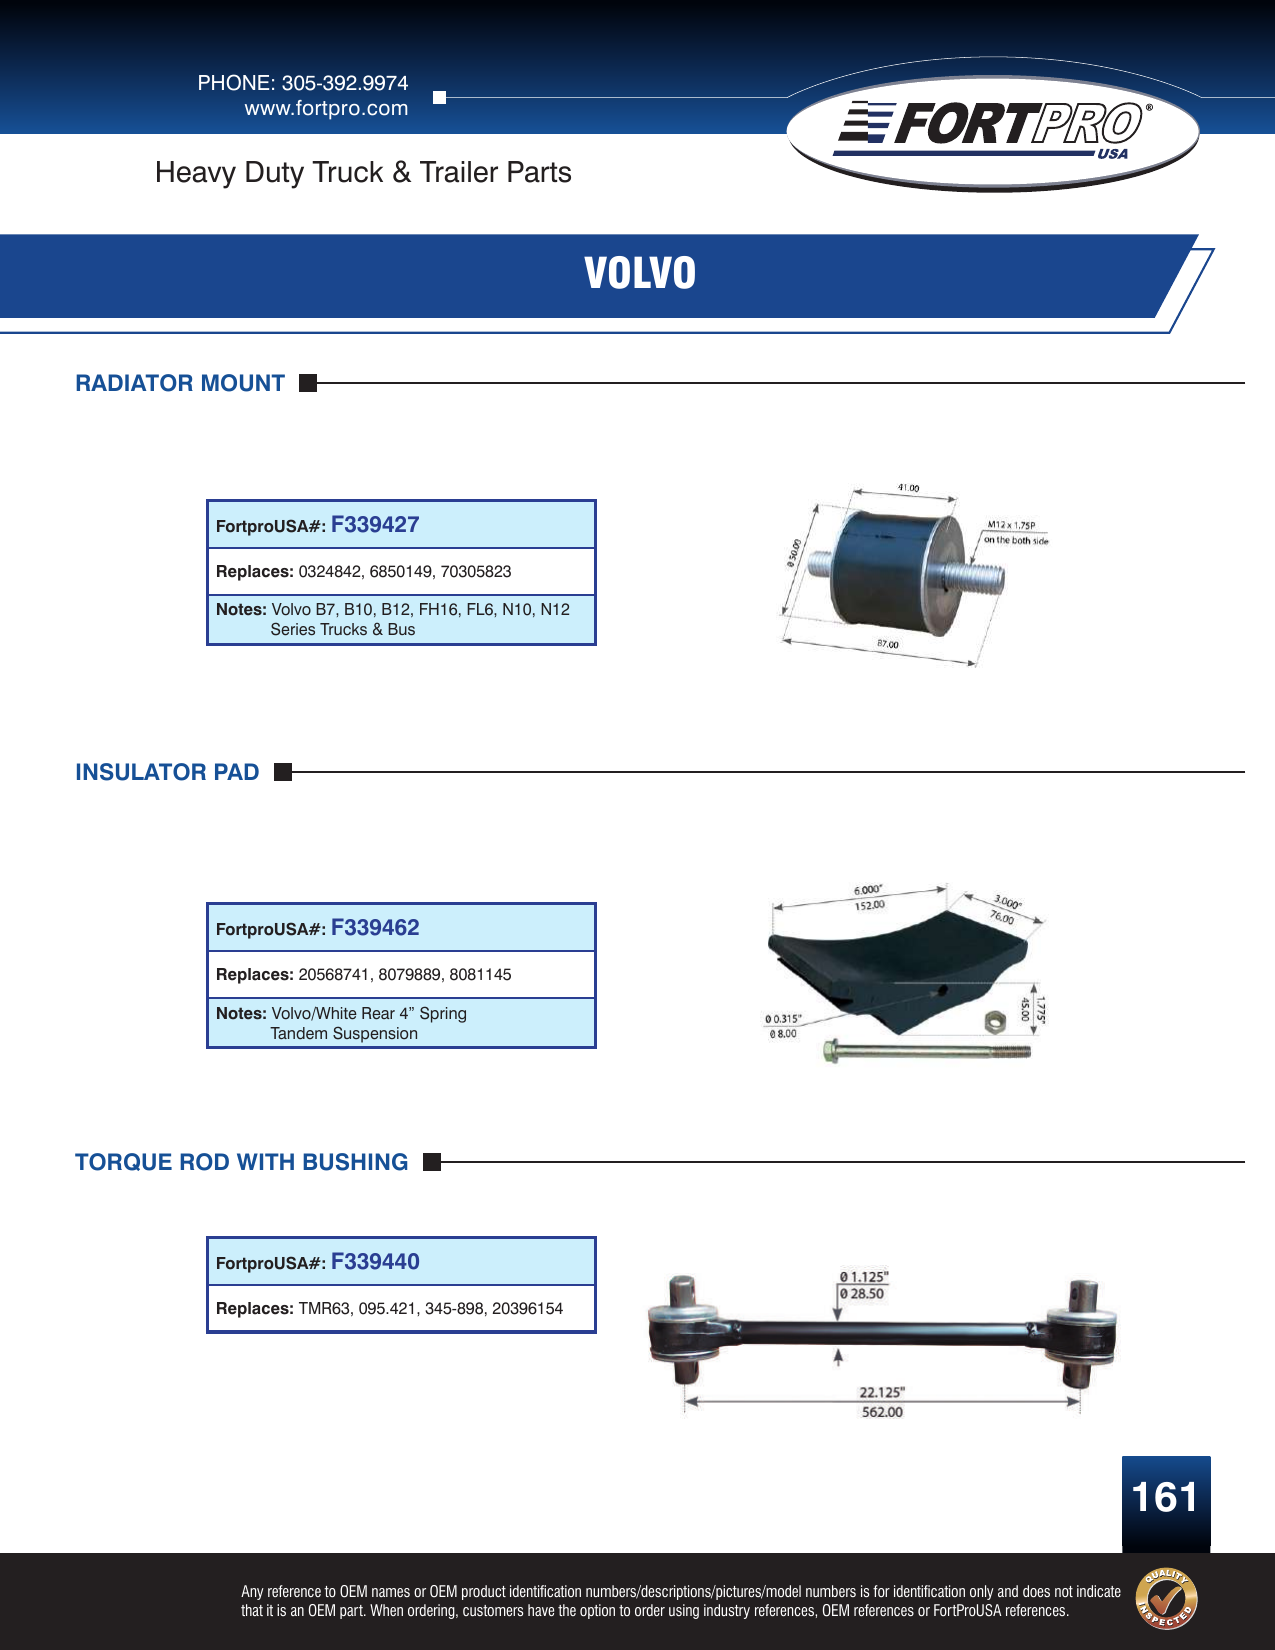 PHONE: 305-392.9974
www.fortpro.com
FORTPRO®
USA
Heavy Duty Truck & Trailer Parts
VOLVO
RADIATOR MOUNT
FortproUSA#: F339427
Replaces: 0324842, 6850149, 70305823
Notes: Volvo B7, B10, B12, FH16, FL6, N10, N12
Series Trucks & Bus
41.00
M12 x 1.75P
on the both side
Ø 50.00
87.00
INSULATOR PAD
FortproUSA#: F339462
Replaces: 20568741, 8079889, 8081145
Notes: Volvo/White Rear 4” Spring
Tandem Suspension
6.000"
152.00
3.000"
76.00
1.775"
45.00
Ø 0.315"
Ø 8.00
TORQUE ROD WITH BUSHING
FortproUSA#: F339440
Replaces: TMR63, 095.421, 345-898, 20396154
Ø 1.125"
Ø 28.50
22.125"
562.00
161
Any reference to OEM names or OEM product identification numbers/descriptions/pictures/model numbers is for identification only and does not indicate
that it is an OEM part. When ordering, customers have the option to order using industry references, OEM references or FortProUSA references.
QUALITY
INSPECTED